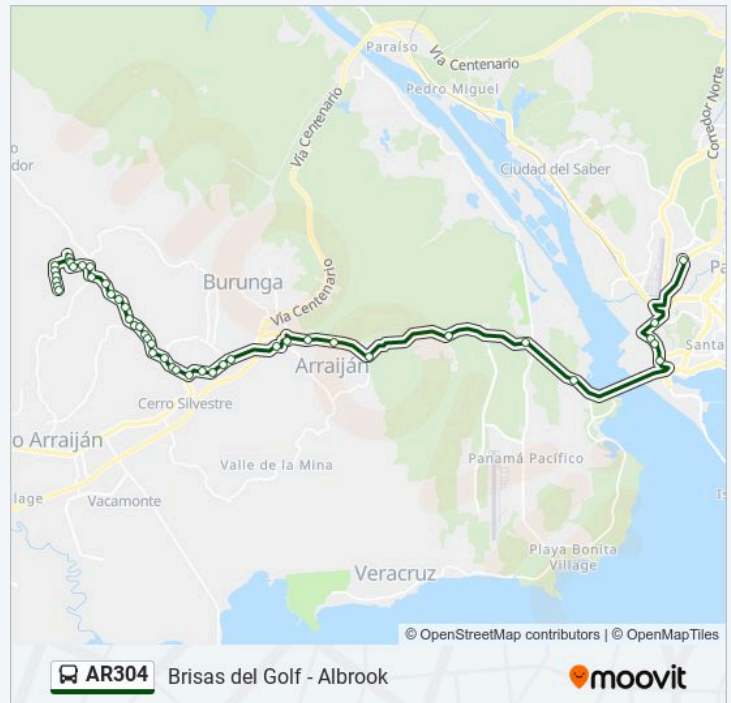 Paraíso
Vía Centenario
Pedro Miguel
Corredor Norte
Vía Centenario
Ciudad del Saber
o
dor
Burunga
Pa
Vía Centenario
Santa
Arraiján
Cerro Silvestre
o Arraiján
Valle de la Mina
Panamá Pacífico
lage
Vacamonte
Is
Playa Bonita
Village
Veracruz
© OpenStreetMap contributors | © OpenMapTiles
AR304
Brisas del Golf - Albrook
moovit